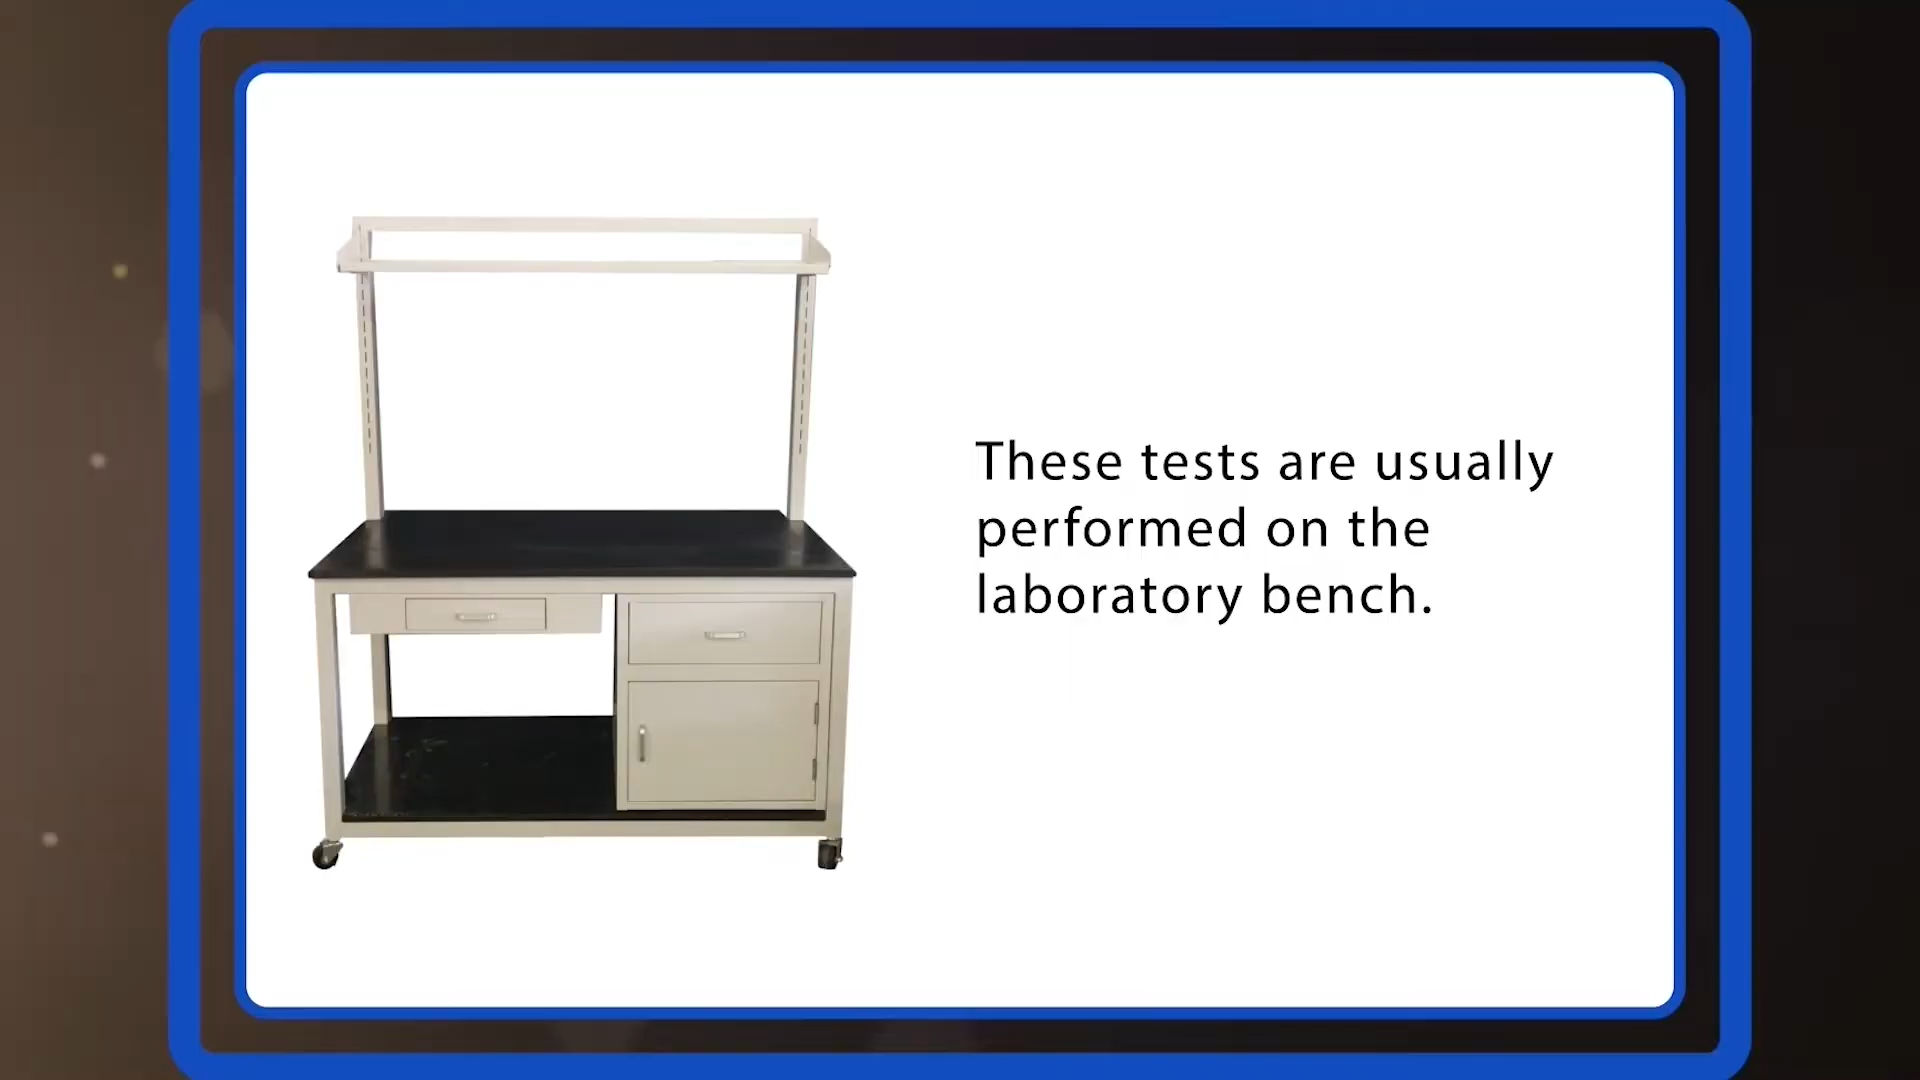 These tests are usually
performed on the
laboratory bench.